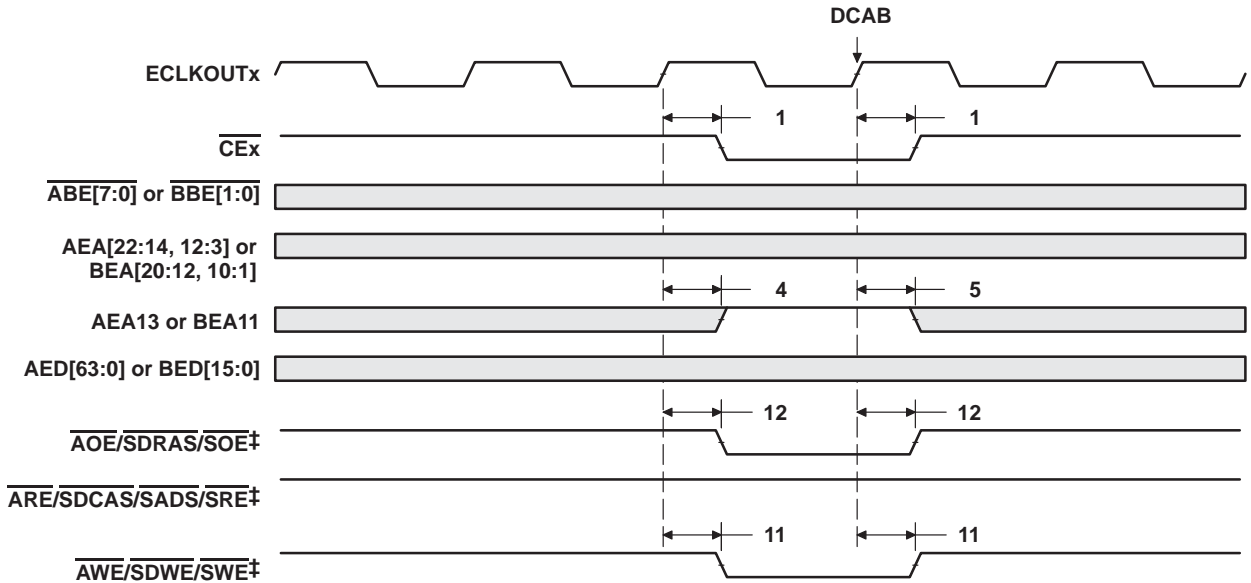 DCAB
ECLKOUTx
1 1
CEx
ABE[7:0] or BBE[1:0]
AEA[22:14, 12:3] or
BEA[20:12, 10:1]
4 5
AEA13 or BEA11
AED[63:0] or BED[15:0]
12 12
AOE/SDRAS/SOE‡
ARE/SDCAS/SADS/SRE‡
11 11
AWE/SDWE/SWE‡